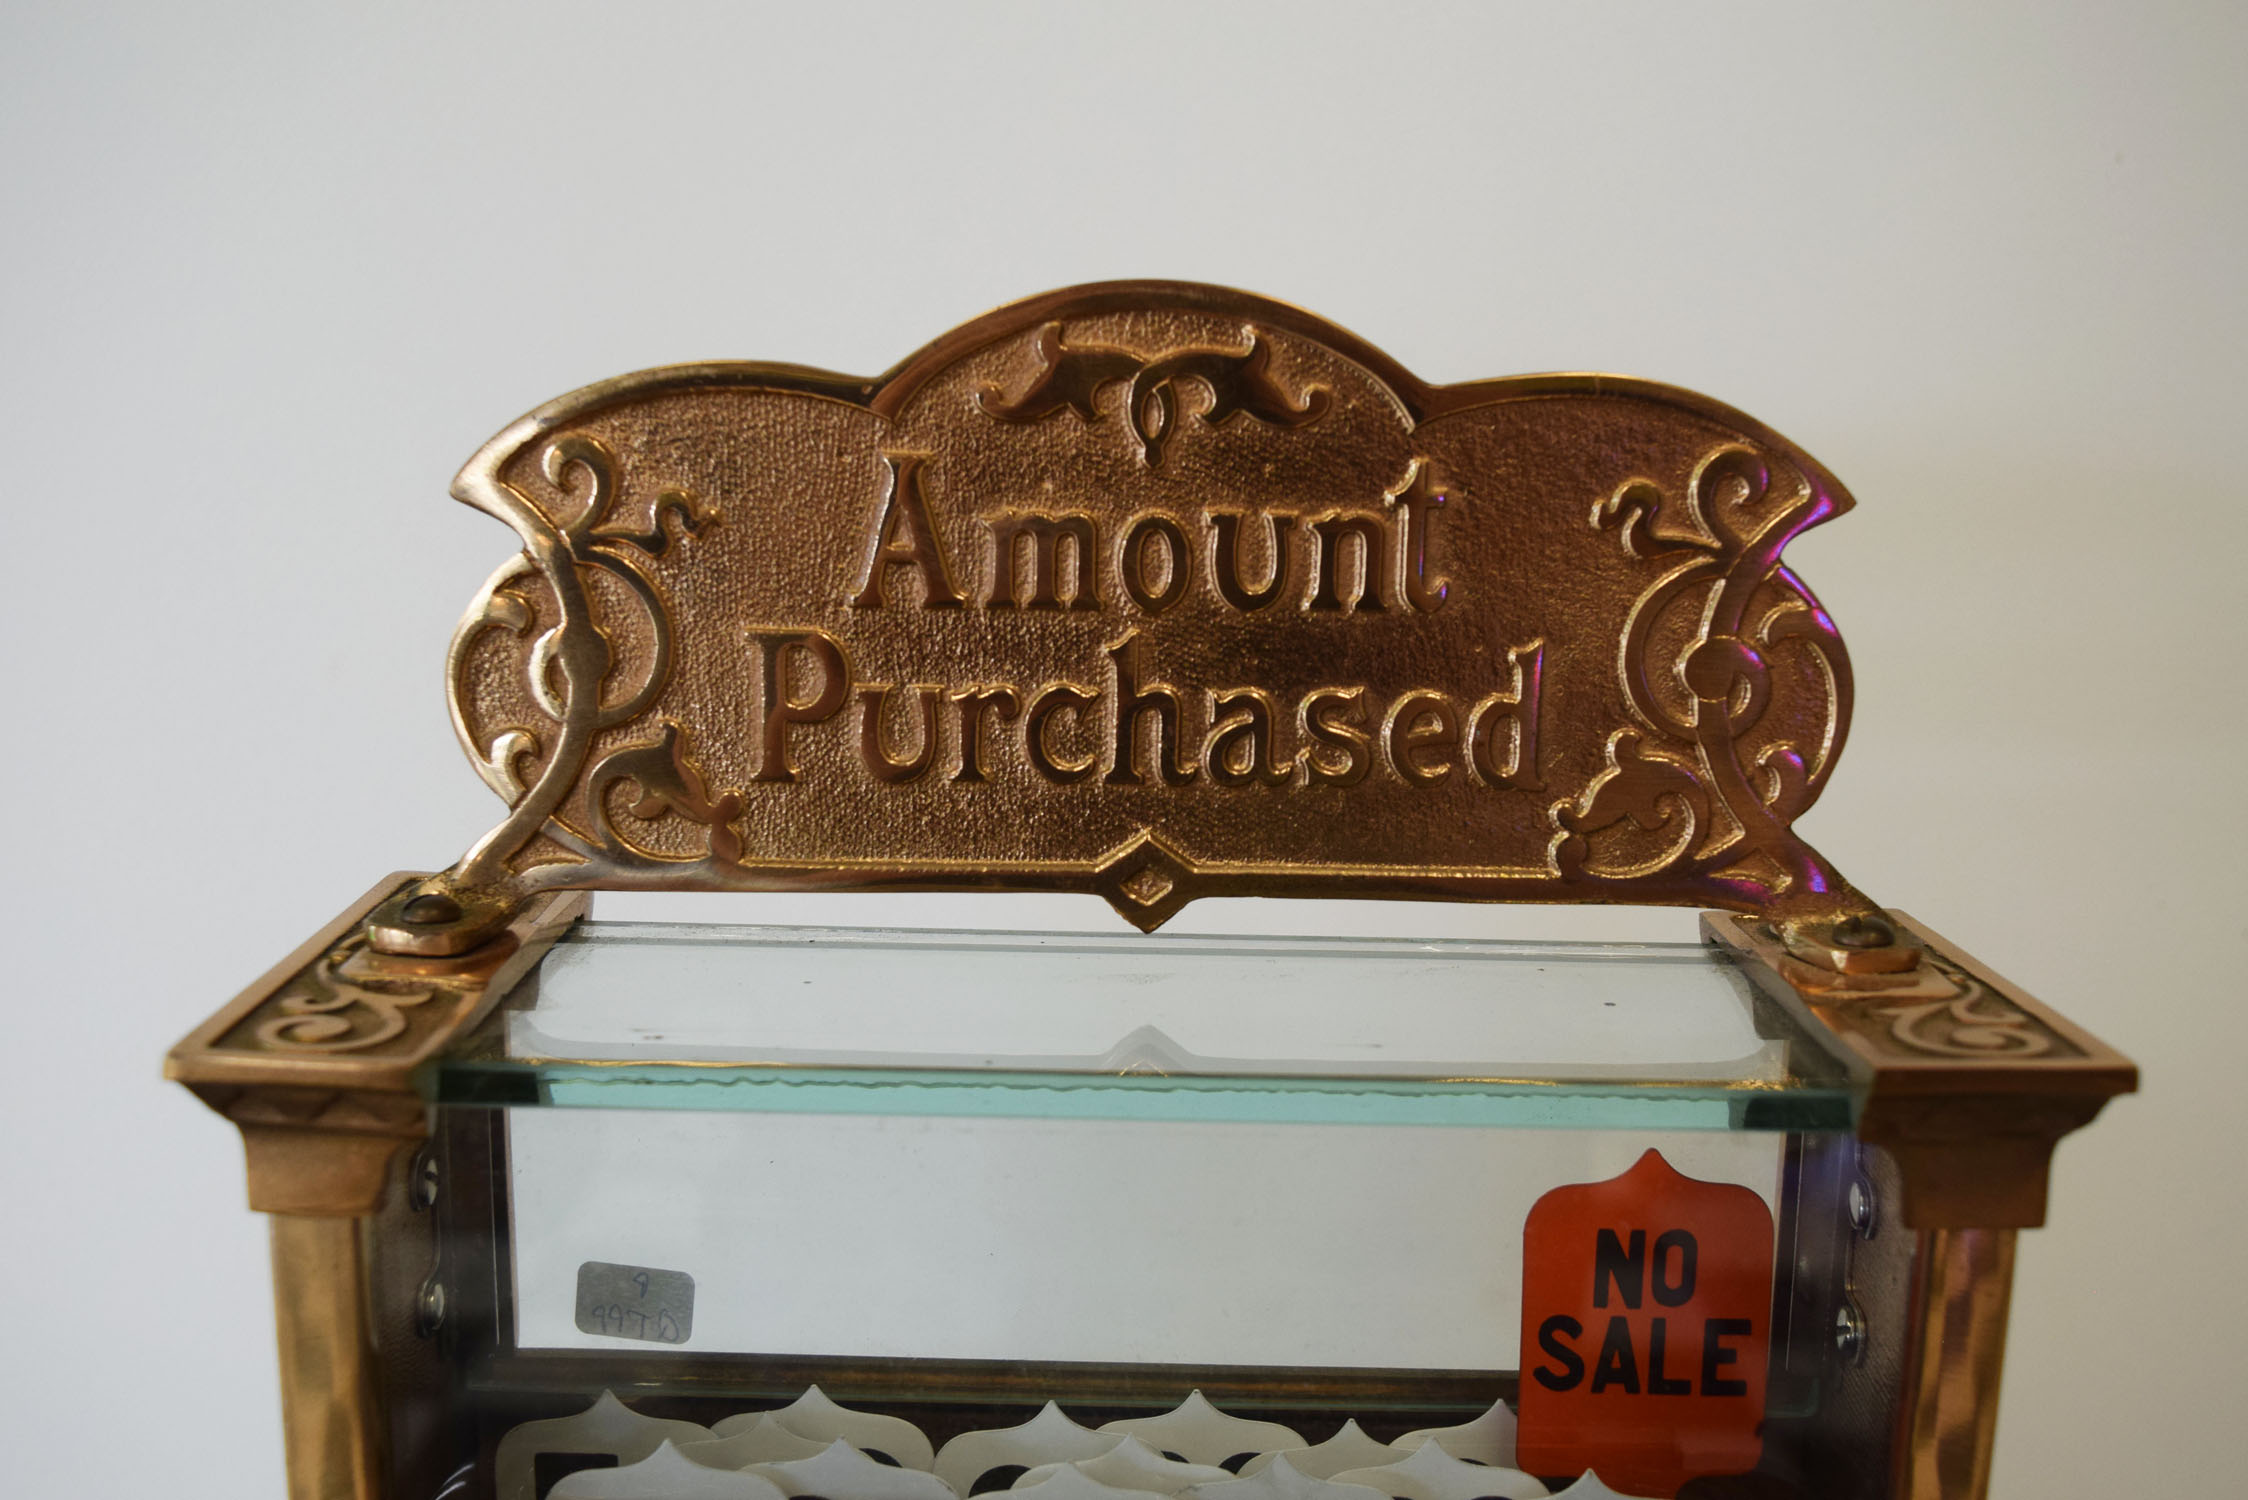 Amount
Purchased
NO
SALE